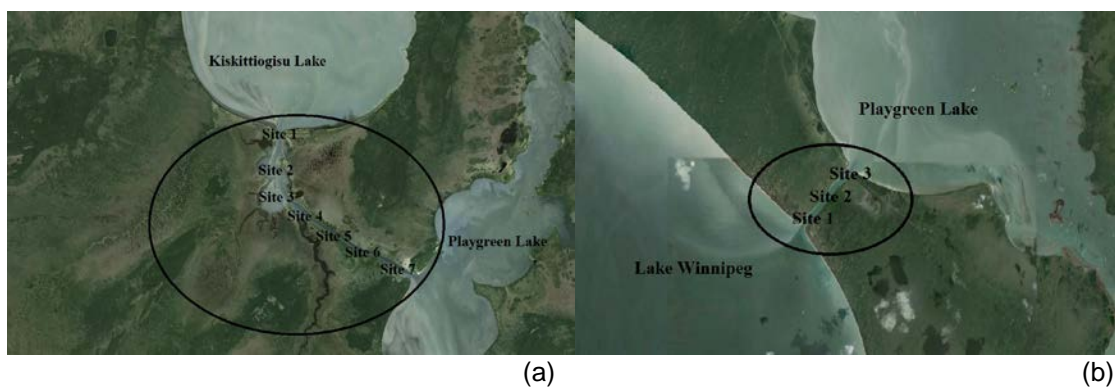 Kiskittiogisu Lake
Site 1
Site 2
Site 3
Site 4
Site 5
Site 6
Site 7
Playgreen Lake
(a)
Playgreen Lake
Site 3
Site 2
Site 1
Lake Winnipeg
(b)